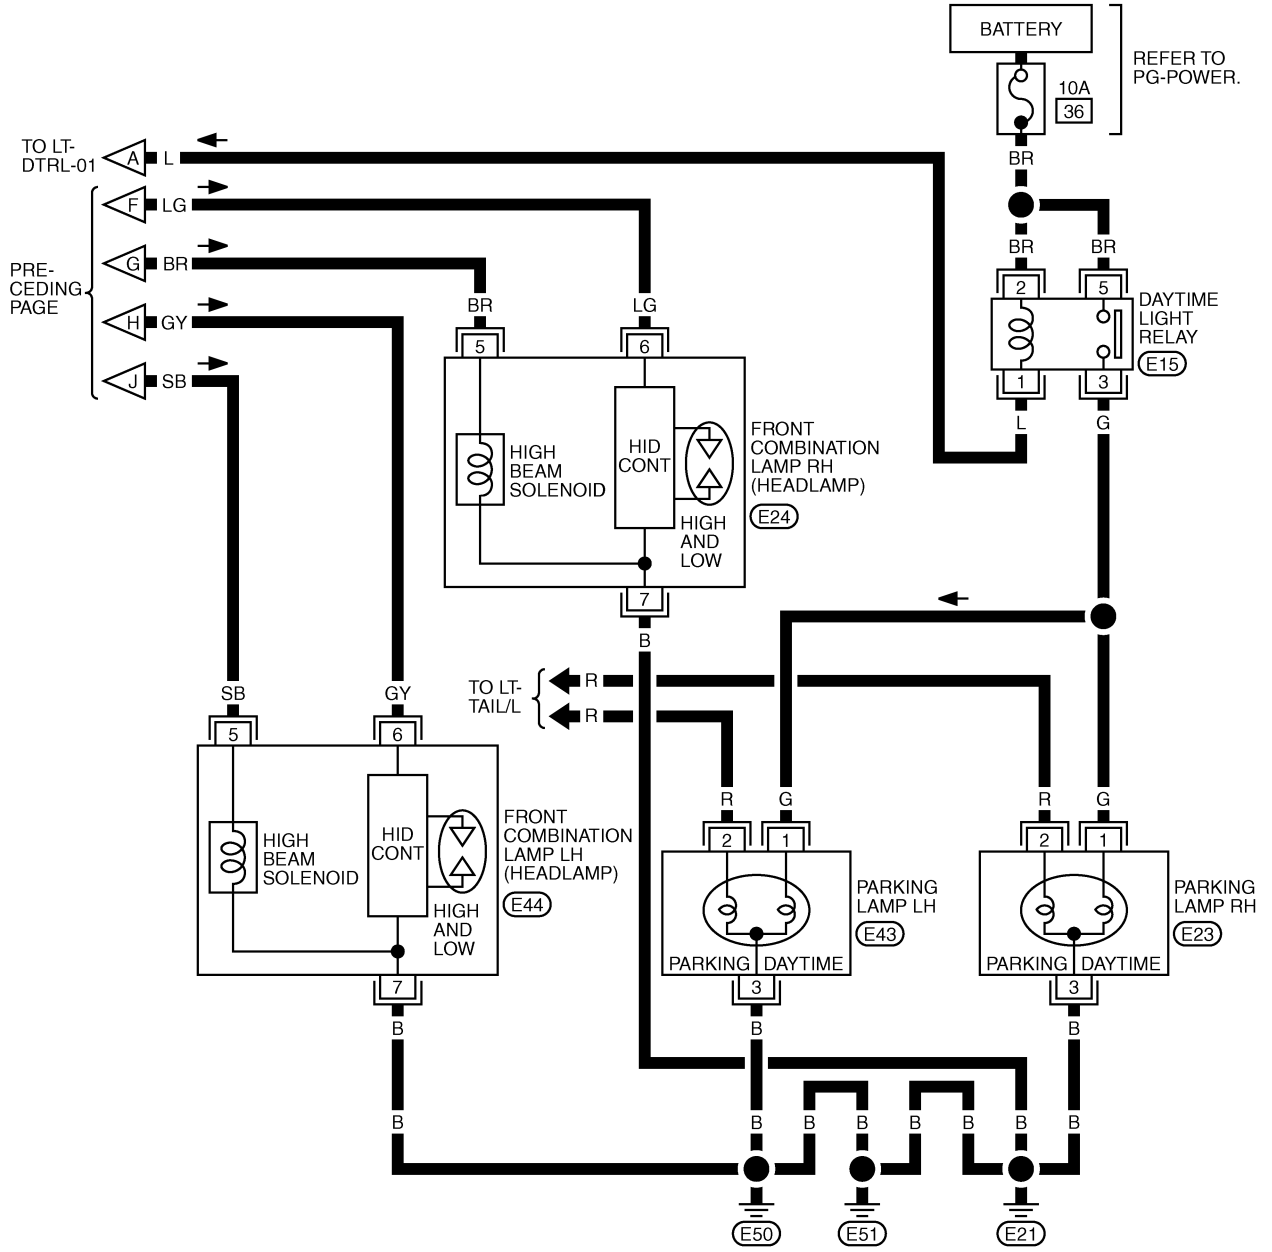 BATTERY
REFER TO
PG-POWER.
10A
36
BR
TO LT-
DTRL-01
A L
F LG
G BR
H GY
J SB
PRE-
CEDING
PAGE
BR BR
2 5
DAYTIME
LIGHT
RELAY
E15
1 3
L G
BR LG
5 6
HIGH
BEAM
SOLENOID
HID
CONT
HIGH
AND
LOW
FRONT
COMBINATION
LAMP RH
(HEADLAMP)
E24
7
B
TO LT-
TAIL/L
R
R
SB GY
5 6
HIGH
BEAM
SOLENOID
HID
CONT
HIGH
AND
LOW
FRONT
COMBINATION
LAMP LH
(HEADLAMP)
E44
7
B
R G
2 1
PARKING
LAMP LH
E43
PARKING DAYTIME
3
B
R G
2 1
PARKING
LAMP RH
E23
PARKING DAYTIME
3
B
B B B B B B B B
E50 E51 E21